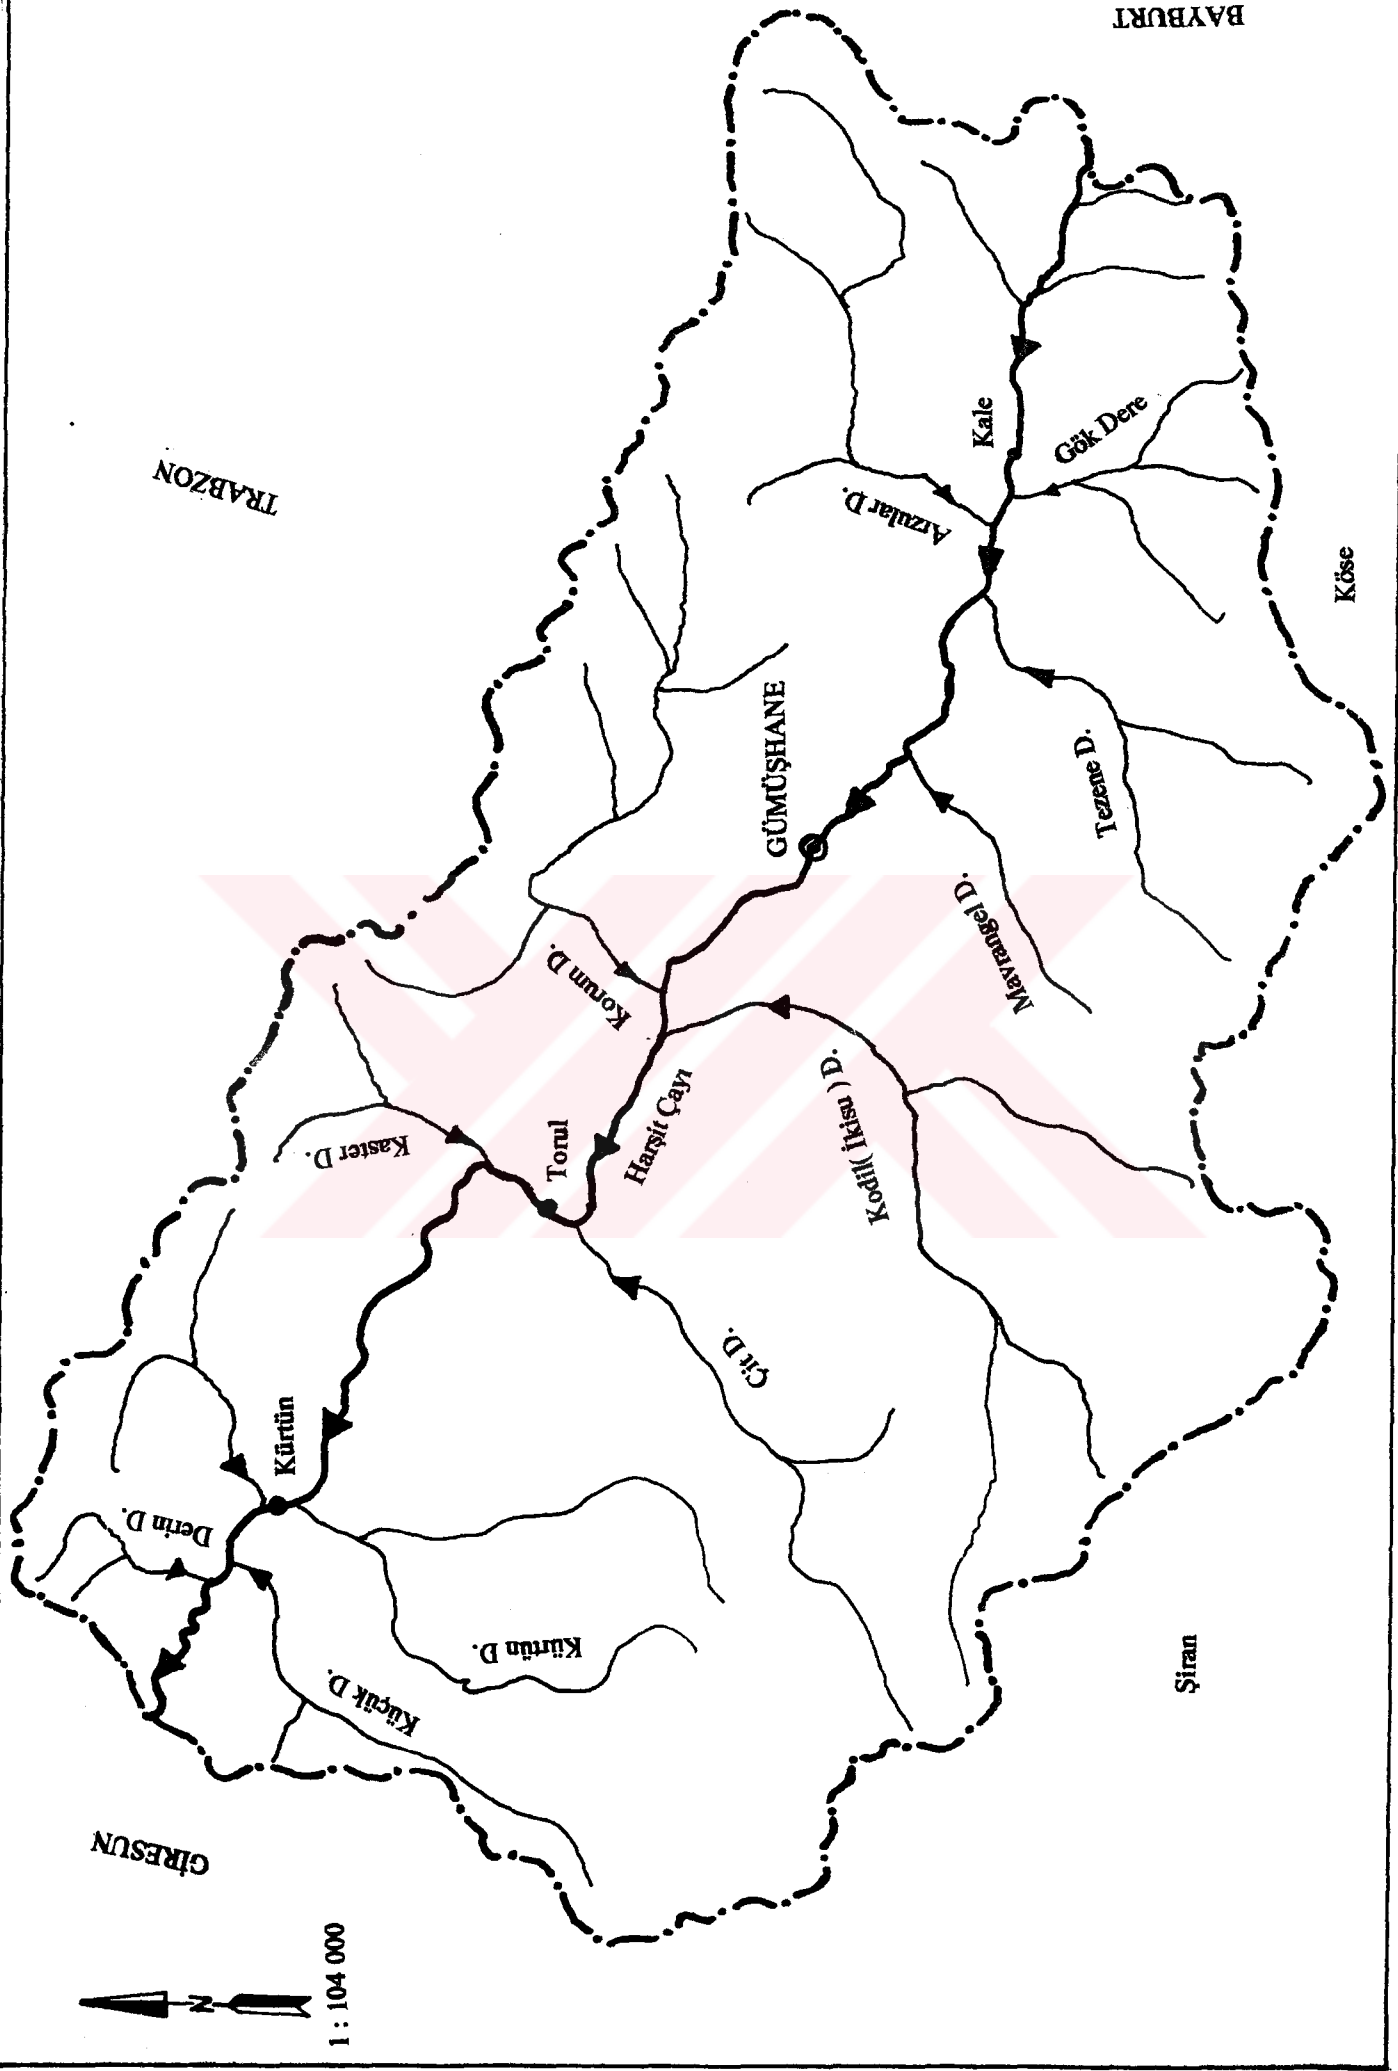 BAYBURT
TRABZON
Kale
Gök Dere
Arzular D.
Köse
GÜMÜŞHANE
Tezene D.
Mavrangel D.
Korum D.
Harşit Çayı
Kodil( İkisu ) D.
Torul
Kaster D.
Çit D.
Kürtün
Derin D.
Kürtün D.
Küçük D.
Şiran
GİRESUN
N
1 : 104 000